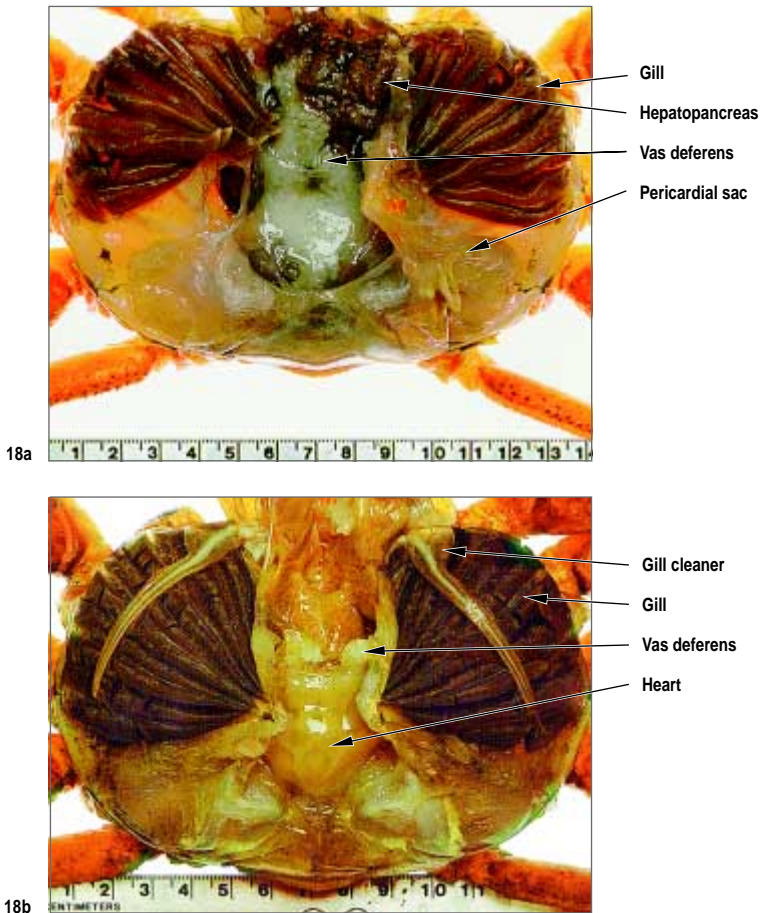 Gill
Hepatopancreas
Vas deferens
Pericardial sac
18a
1 2 3 4 5 6 7 8 9 10 11 12 13 1
Gill cleaner
Gill
Vas deferens
Heart
18b
1 2 3 4 5 6 7 8 9 10 11
CENTIMETERS